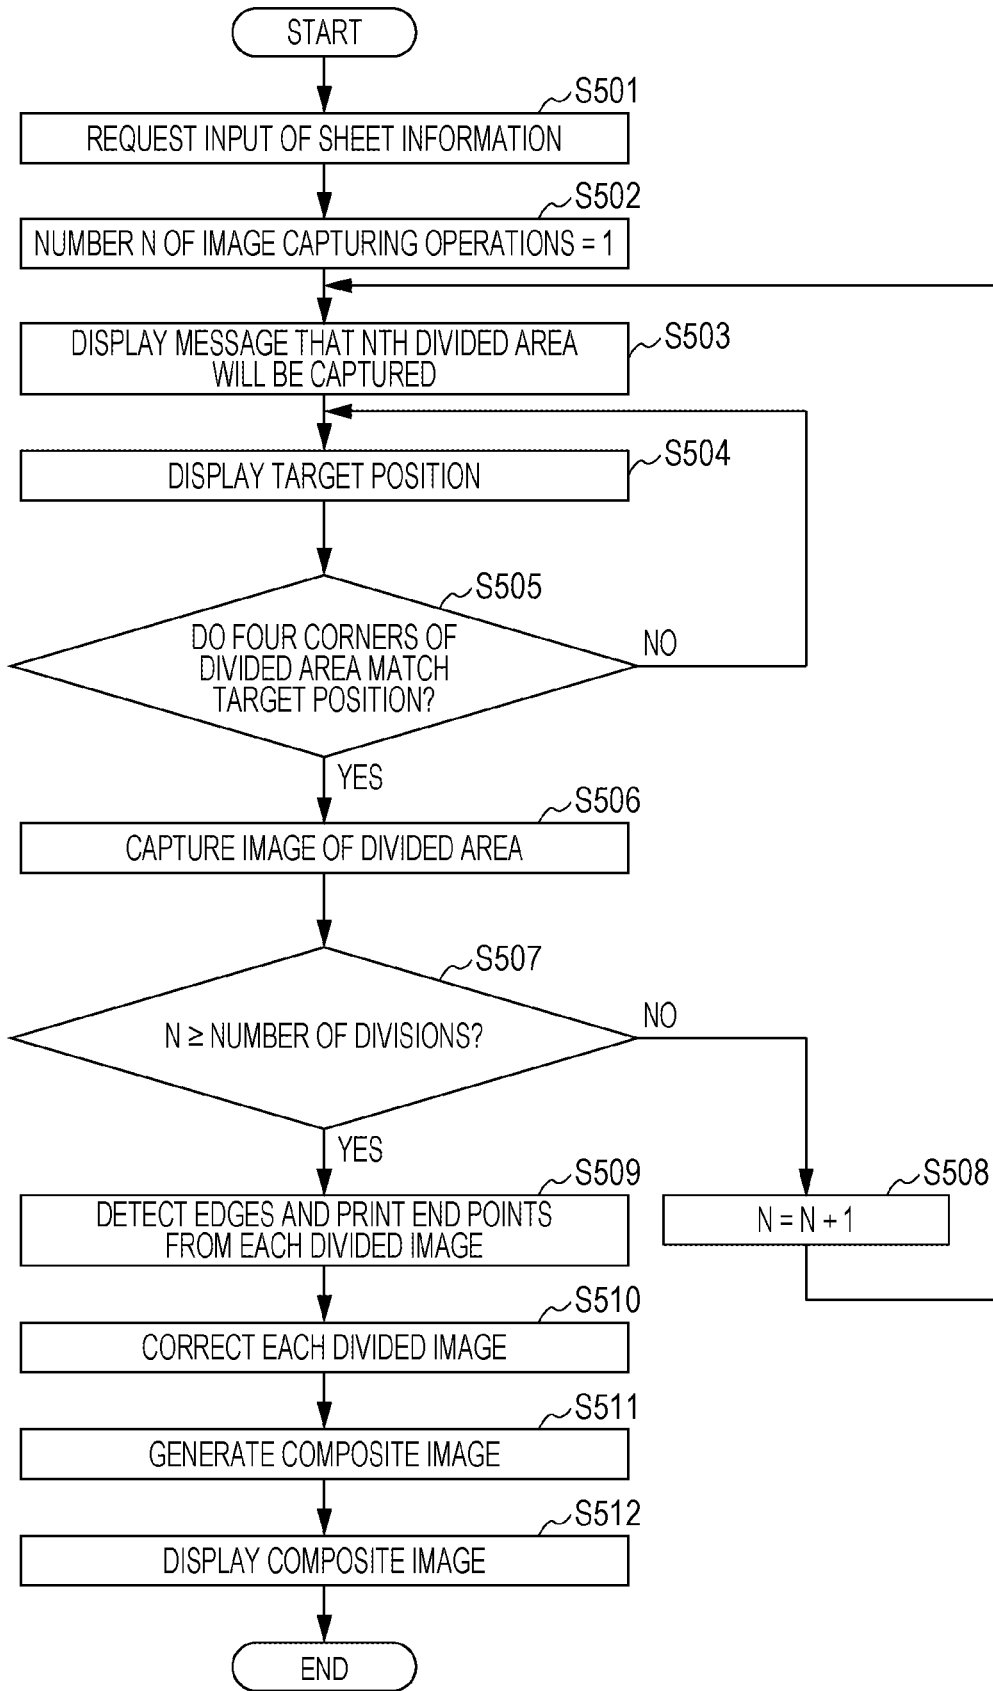 START
S501
REQUEST INPUT OF SHEET INFORMATION
S502
NUMBER N OF IMAGE CAPTURING OPERATIONS = 1
S503
DISPLAY MESSAGE THAT NTH DIVIDED AREA
WILL BE CAPTURED
S504
DISPLAY TARGET POSITION
S505
DO FOUR CORNERS OF
DIVIDED AREA MATCH
TARGET POSITION?
NO
YES
S506
CAPTURE IMAGE OF DIVIDED AREA
S507
N ≥ NUMBER OF DIVISIONS?
NO
YES
S508
N = N + 1
S509
DETECT EDGES AND PRINT END POINTS
FROM EACH DIVIDED IMAGE
S510
CORRECT EACH DIVIDED IMAGE
S511
GENERATE COMPOSITE IMAGE
S512
DISPLAY COMPOSITE IMAGE
END